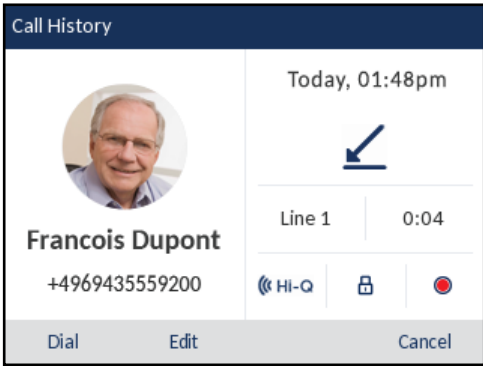 Call History
Francois Dupont
+4969435559200
Today, 01:48pm
Line 1 0:04
Hi-Q
Dial Edit Cancel